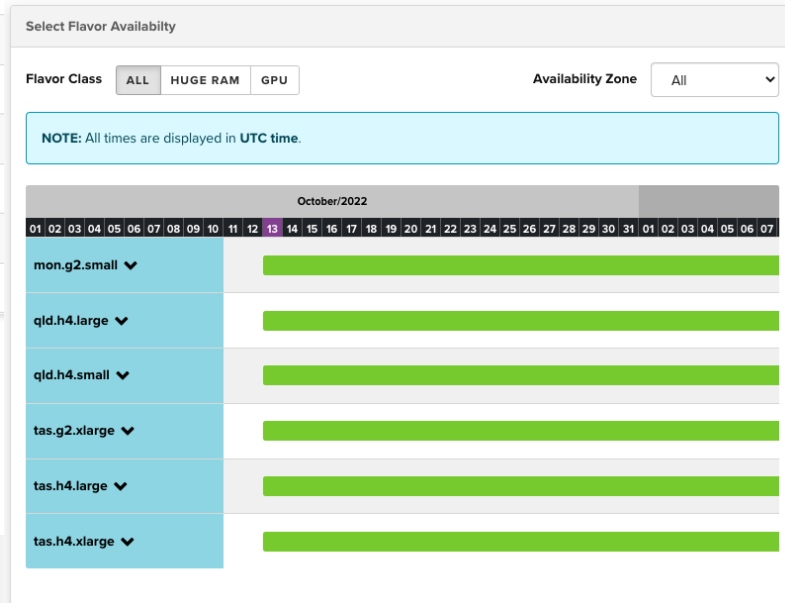 Select Flavor Availabilty
Flavor Class ALL HUGE RAM GPU Availability Zone All
NOTE: All times are displayed in UTC time.
October/2022
01 02 03 04 05 06 07 08 09 10 11 12 13 14 15 16 17 18 19 20 21 22 23 24 25 26 27 28 29 30 31 01 02 03 04 05 06 07
mon.g2.small
qld.h4.large
qld.h4.small
tas.g2.xlarge
tas.h4.large
tas.h4.xlarge